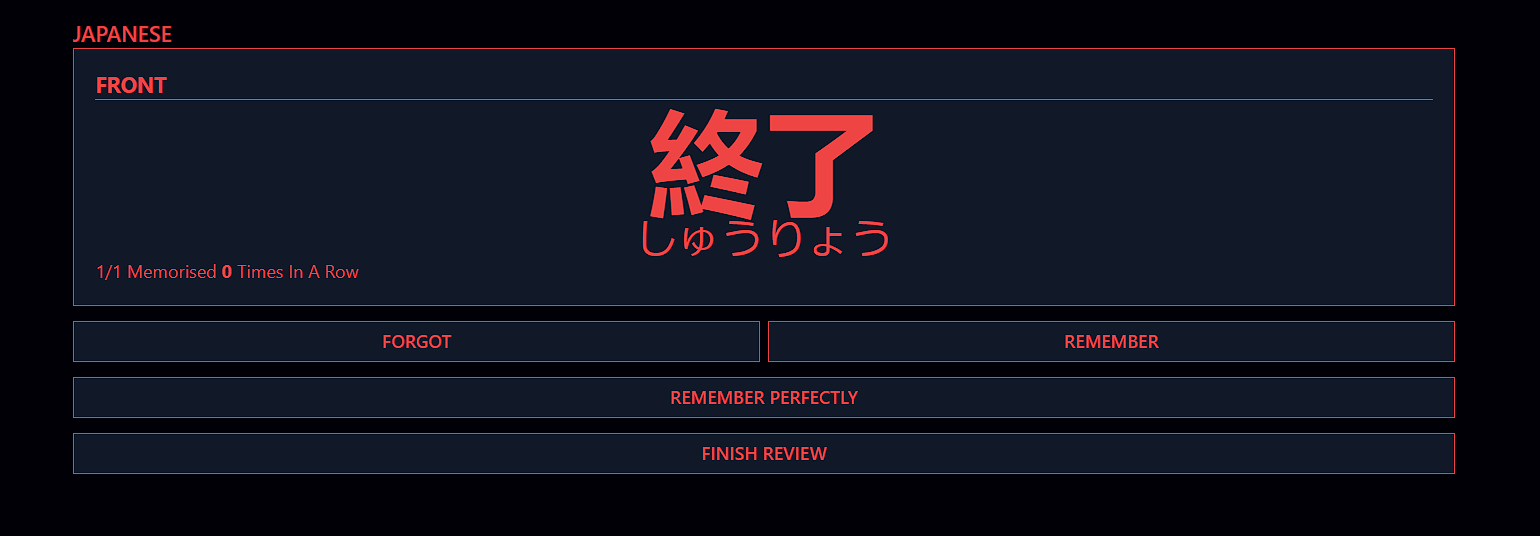 JAPANESE
FRONT
終了
しゅうりょう
1/1 Memorised 0 Times In A Row
FORGOT
REMEMBER
REMEMBER PERFECTLY
FINISH REVIEW